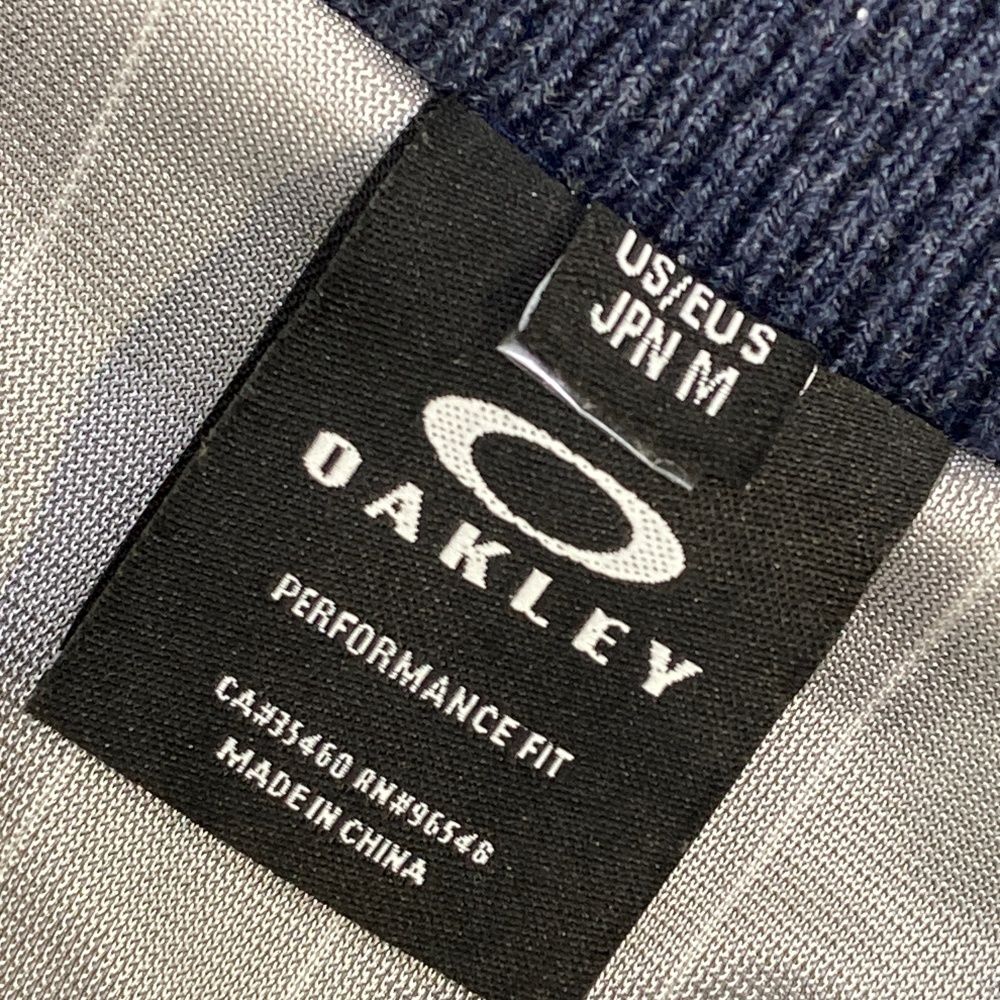 US/EU S
JPN M
OAKLEY
PERFORMANCE FIT
CA#35460 RN#96546
MADE IN CHINA